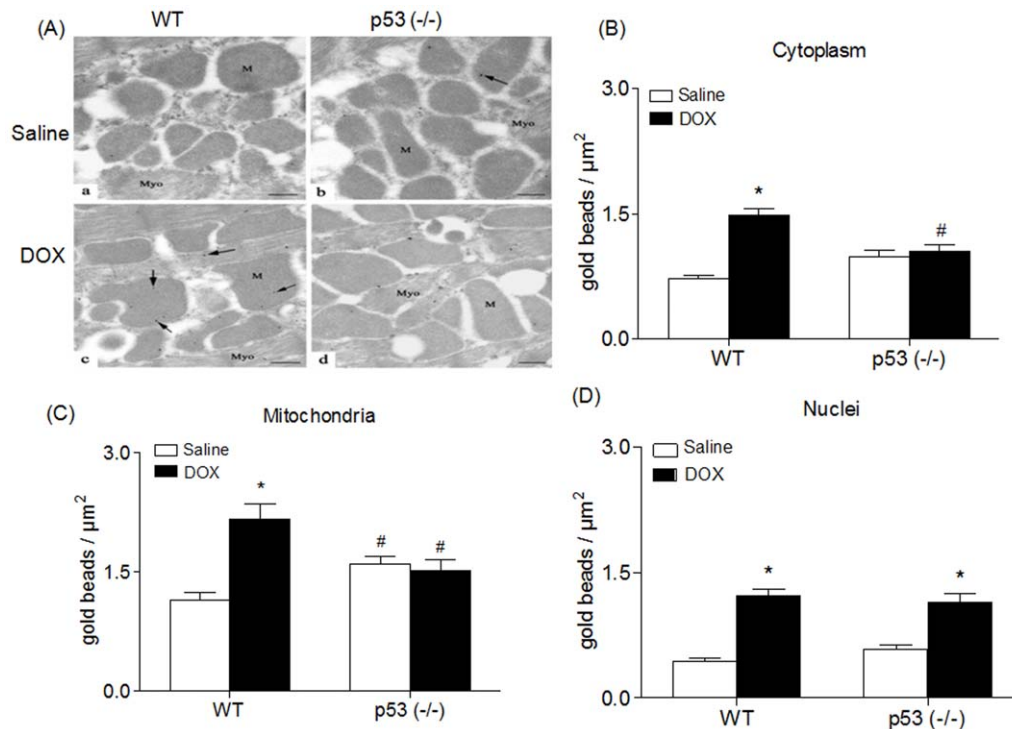 (A)
WT
p53 (-/-)
Saline
DOX
M
Myo
a
M
Myo
b
M
Myo
c
Myo
M
d
(B)
Cytoplasm
Saline
DOX
gold beads / μm²
3.0
1.5
0.0
*
#
WT
p53 (-/-)
(C)
Mitochondria
Saline
DOX
gold beads / μm²
3.0
1.5
0.0
*
#
#
WT
p53 (-/-)
(D)
Nuclei
Saline
DOX
gold beads / μm²
3.0
1.5
0.0
*
*
WT
p53 (-/-)